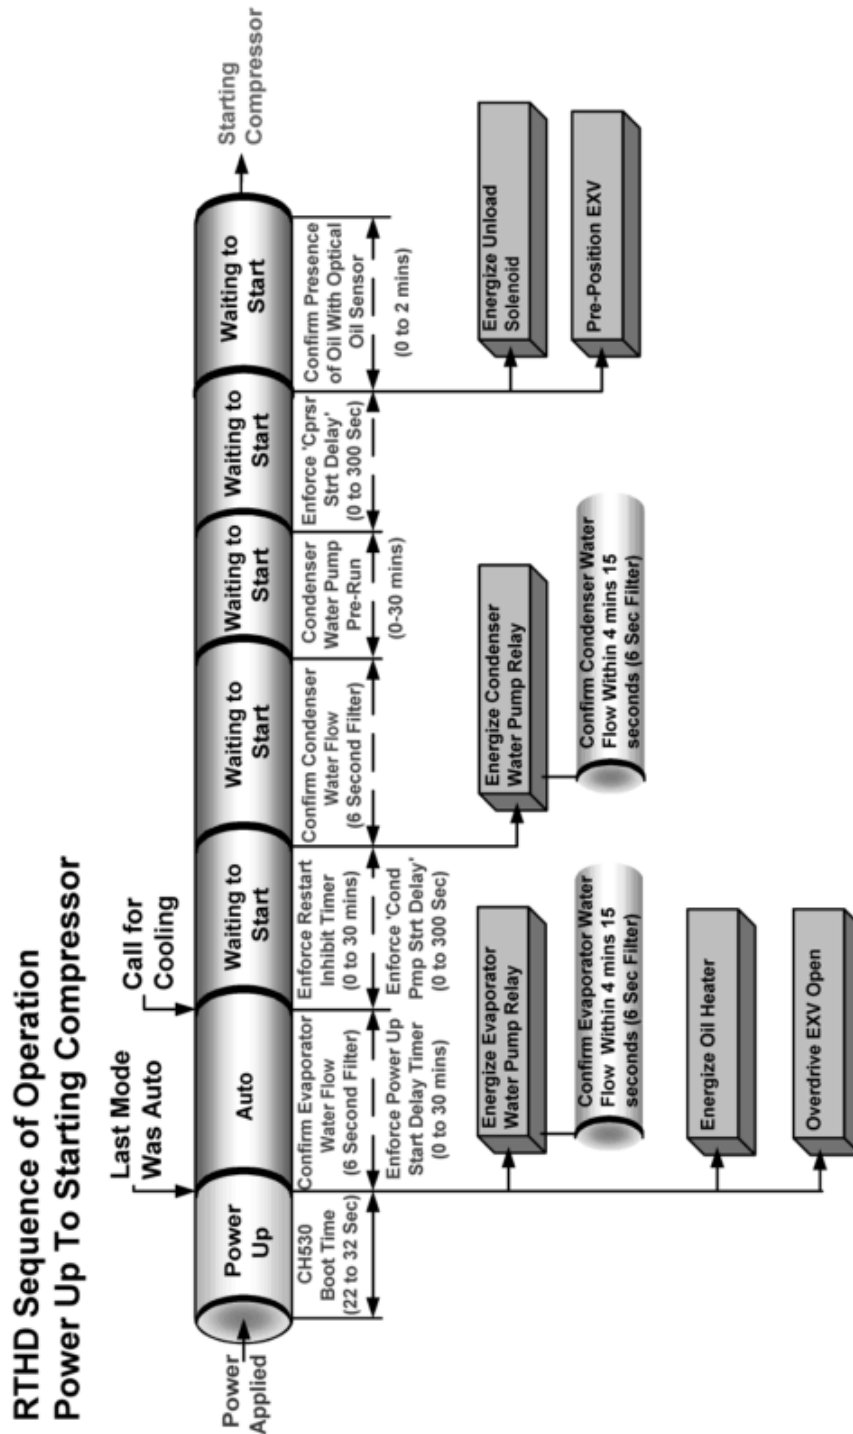 RTHD Sequence of Operation
Power Up To Starting Compressor
Last Mode
Was Auto
Call for
Cooling
Power
Applied
Power
Up
Auto
Waiting to
Start
Waiting to
Start
Waiting to
Start
Waiting to
Start
Waiting to
Start
Starting
Compressor
CH530
Boot Time
(22 to 32 Sec)
Confirm Evaporator
Water Flow
(6 Second Filter)
Enforce Power Up
Start Delay Timer
(0 to 30 mins)
Enforce Restart
Inhibit Timer
(0 to 30 mins)
Enforce 'Cond
Pmp Strt Delay'
(0 to 300 Sec)
Confirm Condenser
Water Flow
(6 Second Filter)
Condenser
Water Pump
Pre-Run
(0-30 mins)
Enforce 'Cprsr
Strt Delay'
(0 to 300 Sec)
Confirm Presence
of Oil With Optical
Oil Sensor
(0 to 2 mins)
Energize Evaporator
Water Pump Relay
Confirm Evaporator Water
Flow Within 4 mins 15
seconds (6 Sec Filter)
Energize Oil Heater
Overdrive EXV Open
Energize Condenser
Water Pump Relay
Confirm Condenser Water
Flow Within 4 mins 15
seconds (6 Sec Filter)
Energize Unload
Solenoid
Pre-Position EXV